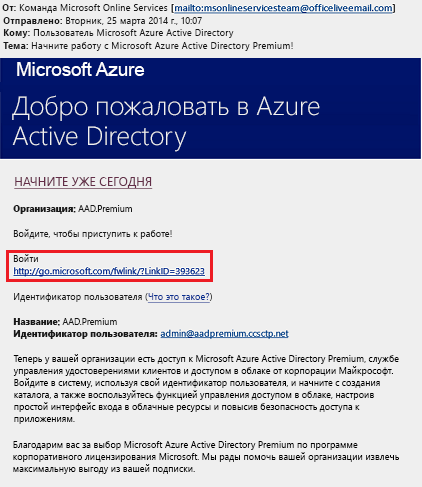 От: Команда Microsoft Online Services [mailto:msonlineservicesteam@officeliveemail.com]
Отправлено: Вторник, 25 марта 2014 г., 10:07
Кому: Пользователь Microsoft Azure Active Directory
Тема: Начните работу с Microsoft Azure Active Directory Premium!
Microsoft Azure
Добро пожаловать в Azure
Active Directory
НАЧНИТЕ УЖЕ СЕГОДНЯ
Организация; AAD.Premium
Войдите, чтобы приступить к работе!
Войти
http://go.microsoft.com/fwlink/?LinkID=393623
Идентификатор пользователя (Что это такое?)
Название; AAD.Premium
Идентификатор пользователя: admin@aadpremium.ccsctp.net
Теперь у вашей организации есть доступ к Microsoft Azure Active Directory Premium, службе
управления удостоверениями клиентов и доступом в облаке от корпорации Майкрософт.
Войдите в систему, используя свой идентификатор пользователя, и начните с создания
каталога, а также воспользуйтесь функцией управления доступом в облаке, настроив
простой интерфейс входа в облачные ресурсы и повысив безопасность доступа к
приложениям.
Благодарим вас за выбор Microsoft Azure Active Directory Premium по программе
корпоративного лицензирования Microsoft. Мы рады помочь вашей организации извлечь
максимальную выгоду из вашей подписки.